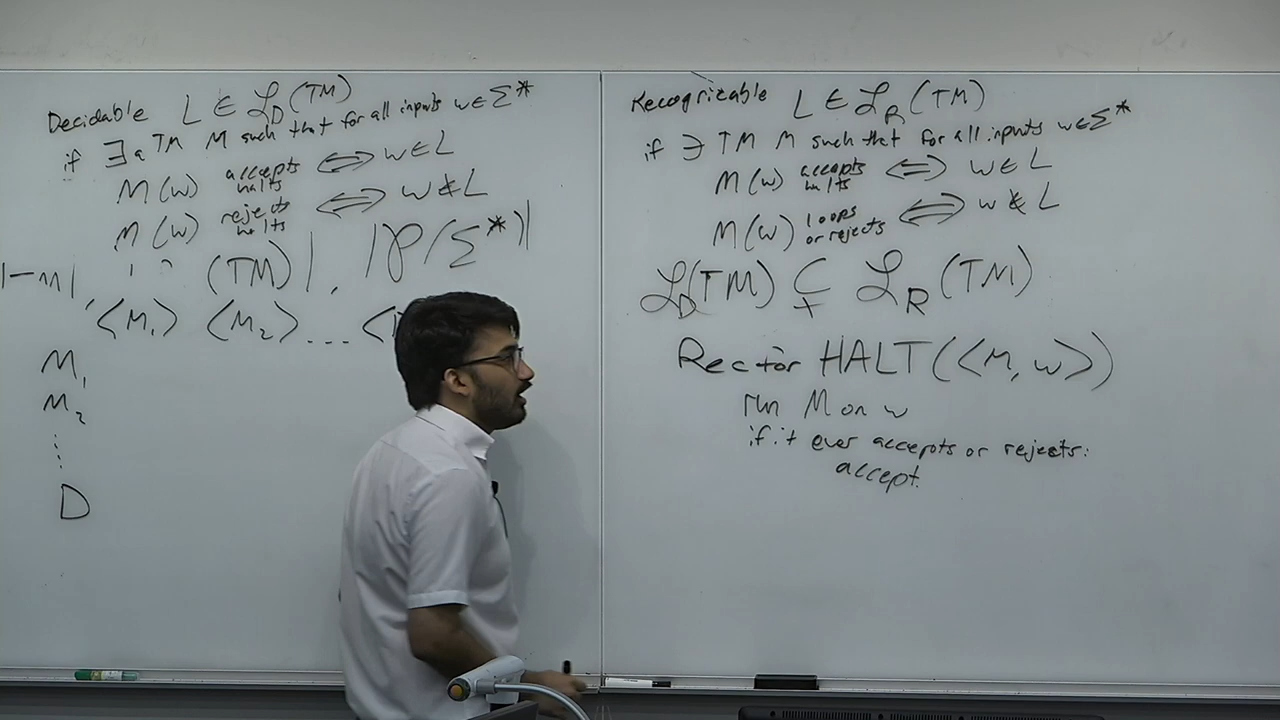 Decidable L ∈ ℒ_D(TM)
if ∃ a TM M such that for all inputs w ∈ Σ*
M(w) accepts halts ⟺ w ∈ L
M(w) rejects halts ⟺ w ∉ L
(TM)|, |𝒫(Σ*)|
⟨M₁⟩ ⟨M₂⟩ ... ⟨
M₁
M₂
⋮
D
Recognizable L ∈ ℒ_R(TM)
if ∃ TM M such that for all inputs w ∈ Σ*
M(w) accepts halts ⟺ w ∈ L
M(w) loops or rejects ⟺ w ∉ L
ℒ_D(TM) ⊊ ℒ_R(TM)
HALT(⟨M, w⟩)
run M on w
if it ever accepts or rejects:
accept.